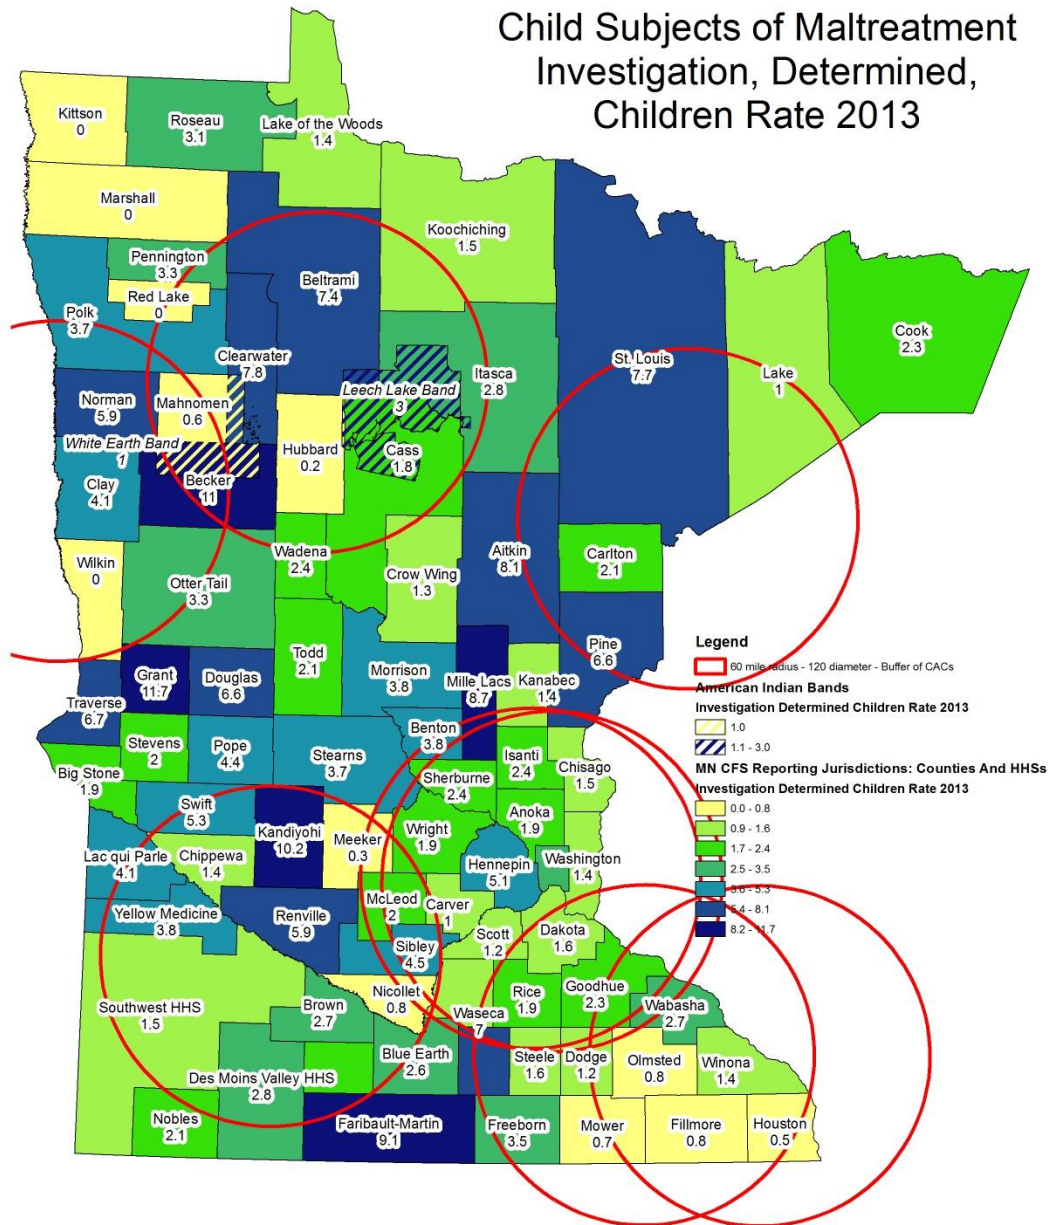 Child Subjects of Maltreatment
Investigation, Determined,
Children Rate 2013
Kittson
0
Roseau
3.1
Lake of the Woods
1.4
Marshall
0
Koochiching
1.5
Pennington
3.3
Red Lake
0
Beltrami
7.4
Polk
3.7
Clearwater
7.8
Cook
2.3
St. Louis
7.7
Lake
1
Itasca
2.8
Leech Lake Band
3
Norman
5.9
Mahnomen
0.6
White Earth Band
1
Hubbard
0.2
Cass
1.8
Becker
11
Clay
4.1
Wadena
2.4
Aitkin
8.1
Carlton
2.1
Wilkin
0
Otter Tail
3.3
Crow Wing
1.3
Todd
2.1
Pine
6.6
Grant
11.7
Douglas
6.6
Morrison
3.8
Mille Lacs
8.7
Kanabec
1.4
Traverse
6.7
Stevens
2
Pope
4.4
Stearns
3.7
Benton
3.8
Isanti
2.4
Chisago
1.5
Big Stone
1.9
Sherburne
2.4
Swift
5.3
Kandiyohi
10.2
Meeker
0.3
Wright
1.9
Anoka
1.9
Hennepin
5.1
Washington
1.4
Lac qui Parle
4.1
Chippewa
1.4
McLeod
2
Carver
1
Yellow Medicine
3.8
Renville
5.9
Sibley
4.5
Scott
1.2
Dakota
1.6
Nicollet
0.8
Rice
1.9
Goodhue
2.3
Wabasha
2.7
Southwest HHS
1.5
Brown
2.7
Waseca
7
Blue Earth
2.6
Steele
1.6
Dodge
1.2
Olmsted
0.8
Winona
1.4
Des Moins Valley HHS
2.8
Nobles
2.1
Faribault-Martin
9.1
Freeborn
3.5
Mower
0.7
Fillmore
0.8
Houston
0.5
Legend
60 mile radius - 120 diameter - Buffer of CACs
American Indian Bands
Investigation Determined Children Rate 2013
1.0
1.1 - 3.0
MN CFS Reporting Jurisdictions: Counties And HHSs
Investigation Determined Children Rate 2013
0.0 - 0.8
0.9 - 1.6
1.7 - 2.4
2.5 - 3.5
3.6 - 5.3
5.4 - 8.1
8.2 - 11.7